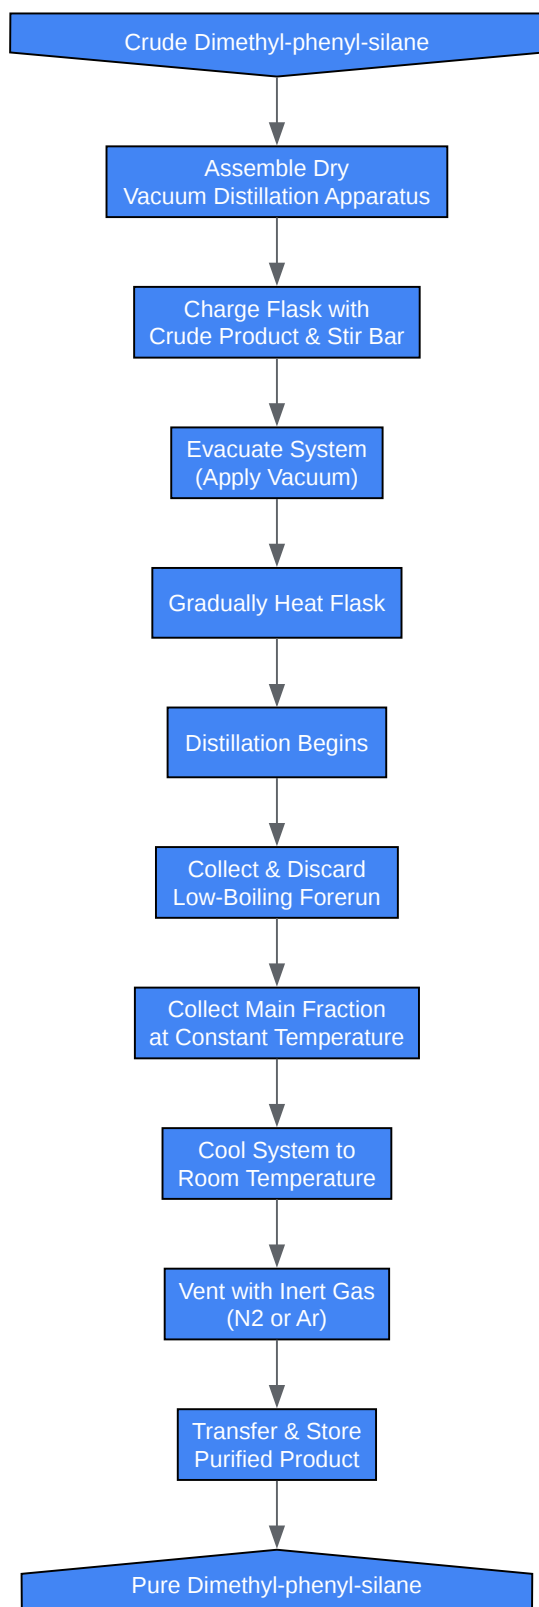 Crude Dimethyl-phenyl-silane
Assemble Dry
Vacuum Distillation Apparatus
Charge Flask with
Crude Product & Stir Bar
Evacuate System
(Apply Vacuum)
Gradually Heat Flask
Distillation Begins
Collect & Discard
Low-Boiling Forerun
Collect Main Fraction
at Constant Temperature
Cool System to
Room Temperature
Vent with Inert Gas
(N2 or Ar)
Transfer & Store
Purified Product
Pure Dimethyl-phenyl-silane